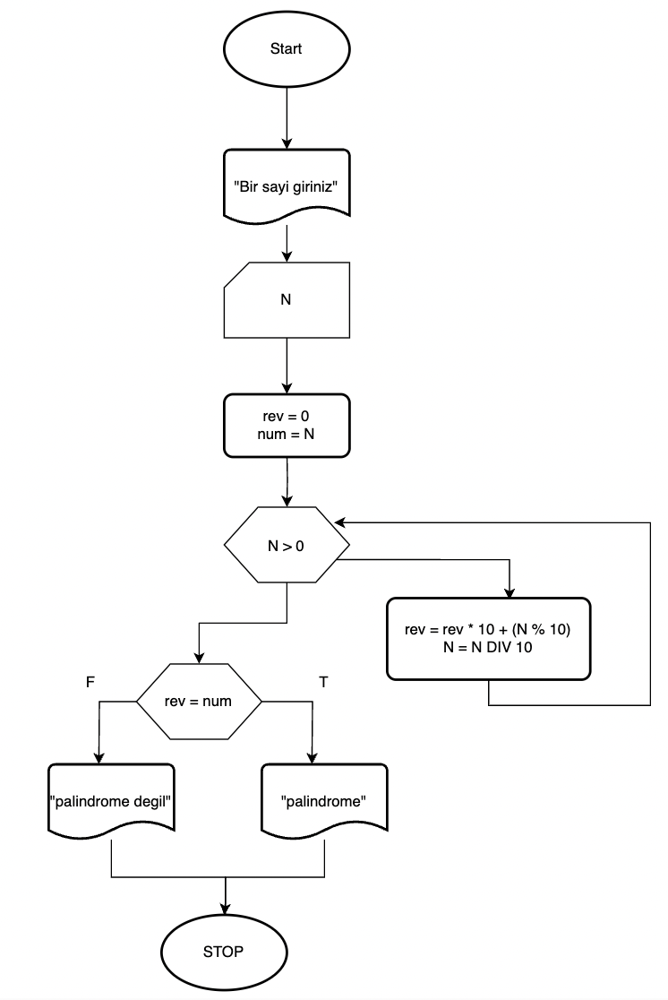 Start
"Bir sayi giriniz"
N
rev = 0
num = N
N > 0
rev = rev * 10 + (N % 10)
N = N DIV 10
F
T
rev = num
"palindrome degil"
"palindrome"
STOP